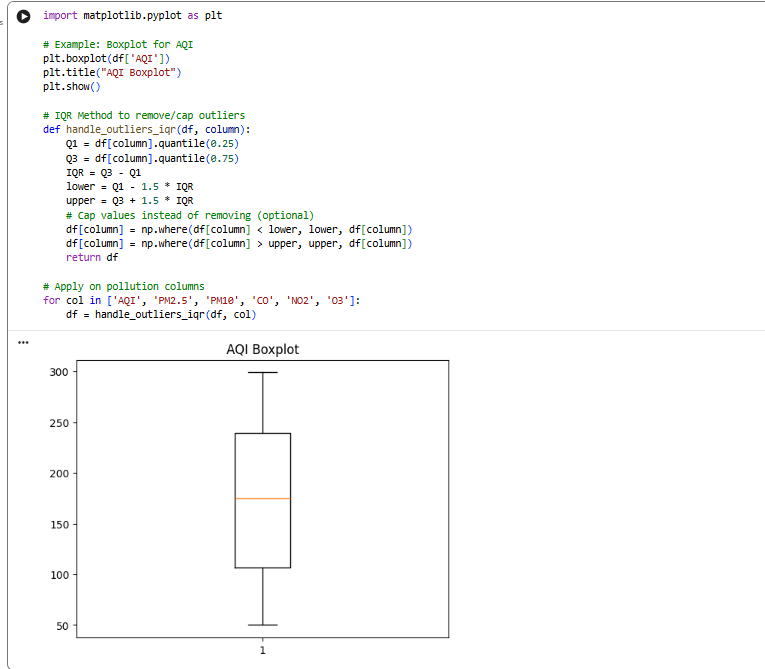 import matplotlib.pyplot as plt
# Example: Boxplot for AQI
plt.boxplot(df['AQI'])
plt.title("AQI Boxplot")
plt.show()
# IQR Method to remove/cap outliers
def handle_outliers_iqr(df, column):
    Q1 = df[column].quantile(0.25)
    Q3 = df[column].quantile(0.75)
    IQR = Q3 - Q1
    lower = Q1 - 1.5 * IQR
    upper = Q3 + 1.5 * IQR
    # Cap values instead of removing (optional)
    df[column] = np.where(df[column] < lower, lower, df[column])
    df[column] = np.where(df[column] > upper, upper, df[column])
    return df
# Apply on pollution columns
for col in ['AQI', 'PM2.5', 'PM10', 'CO', 'NO2', 'O3']:
    df = handle_outliers_iqr(df, col)
AQI Boxplot
300
250
200
150
100
50
1